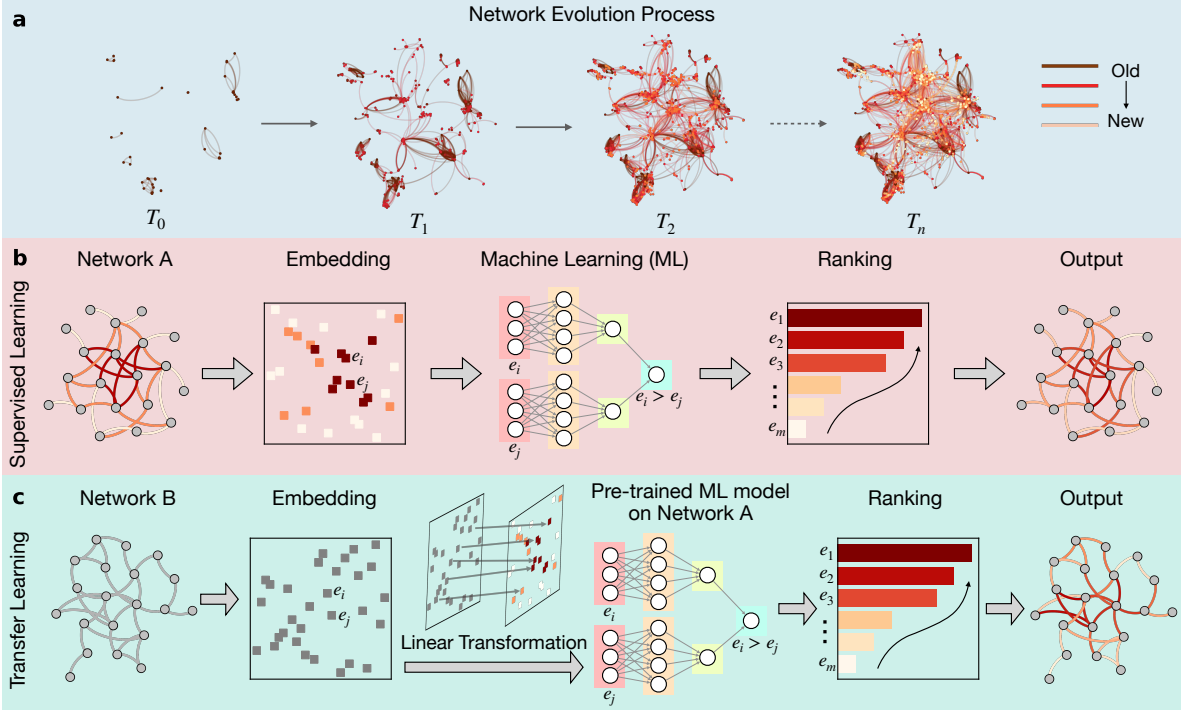 a
Network Evolution Process
Old
New
T0
T1
T2
Tn
b
Supervised Learning
Network A
Embedding
Machine Learning (ML)
Ranking
Output
ei
ej
ei
ej
ei > ej
e1
e2
e3
⋮
em
c
Transfer Learning
Network B
Embedding
Pre-trained ML model
on Network A
Ranking
Output
ei
ej
Linear Transformation
ei
ej
ei > ej
e1
e2
e3
⋮
em